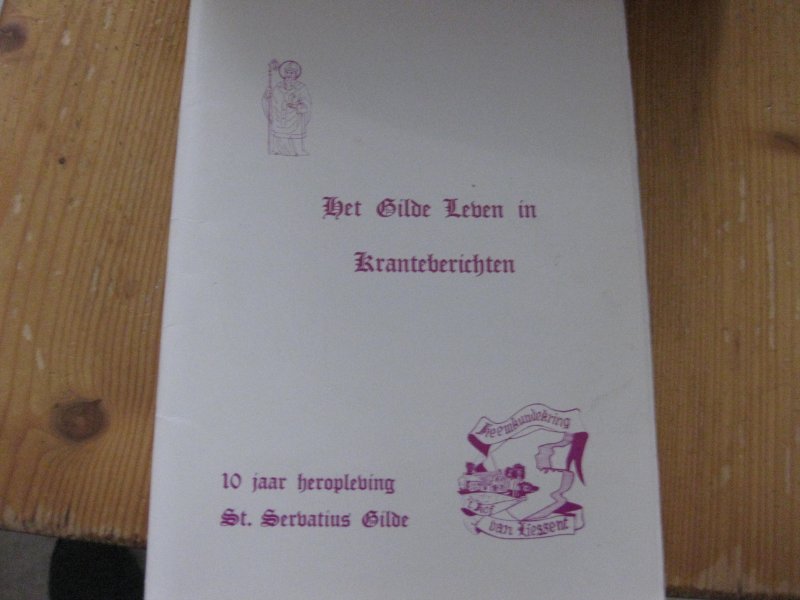 Het Gilde Leven in
Kranteberichten
10 jaar heropleving
St. Servatius Gilde
Heemkundekring
van Liessent